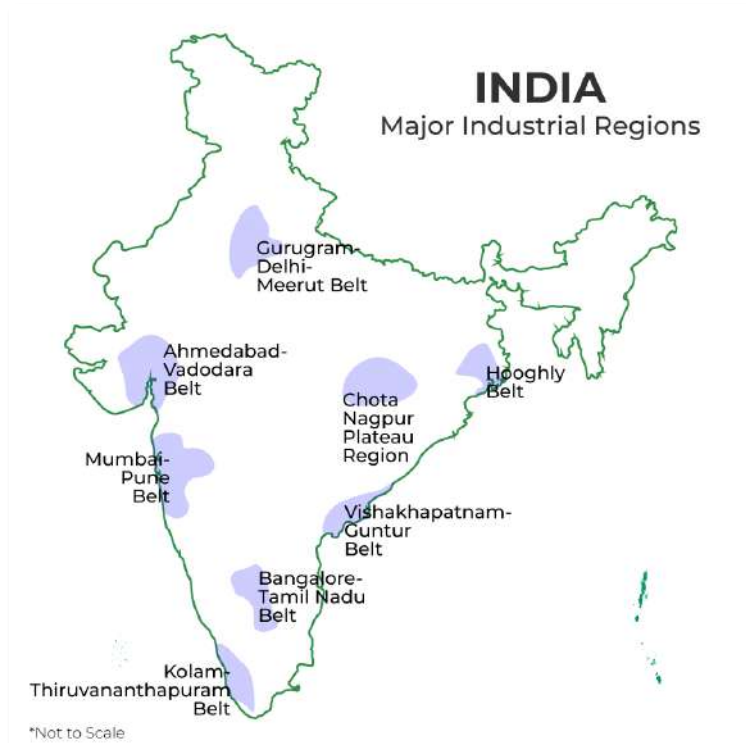 INDIA
Major Industrial Regions
Gurugram-
Delhi-
Meerut Belt
Ahmedabad-
Vadodara
Belt
Hooghly
Belt
Chota
Nagpur
Plateau
Region
Mumbai-
Pune
Belt
Vishakhapatnam-
Guntur
Belt
Bangalore-
Tamil Nadu
Belt
Kolam-
Thiruvananthapuram
Belt
*Not to Scale